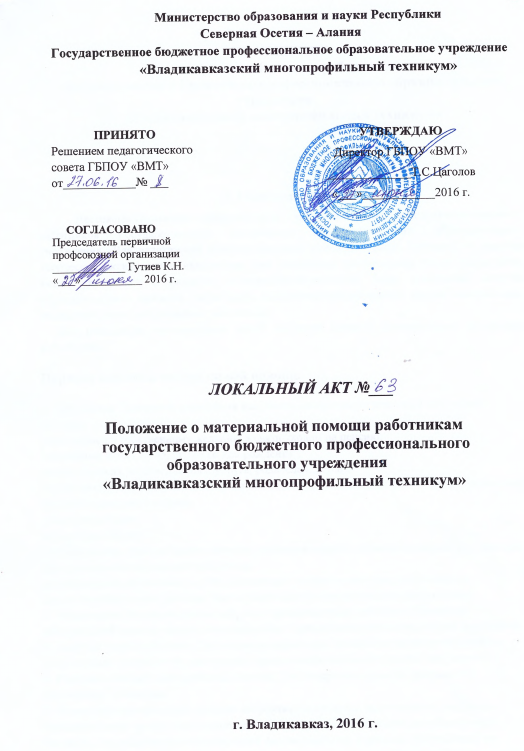 Министерство образования и науки Республики
Северная Осетия – Алания
Государственное бюджетное профессиональное образовательное учреждение
«Владикавказский многопрофильный техникум»
ПРИНЯТО
Решением педагогического
совета ГБПОУ «ВМТ»
от 27.06.16 № 8
УТВЕРЖДАЮ
Директор ГБПОУ «ВМТ»
Т.С.Цаголов
2016 г.
СОГЛАСОВАНО
Председатель первичной
профсоюзной организации
Гутиев К.Н.
«27» июня 2016 г.
ЛОКАЛЬНЫЙ АКТ № 63
Положение о материальной помощи работникам
государственного бюджетного профессионального
образовательного учреждения
«Владикавказский многопрофильный техникум»
г. Владикавказ, 2016 г.